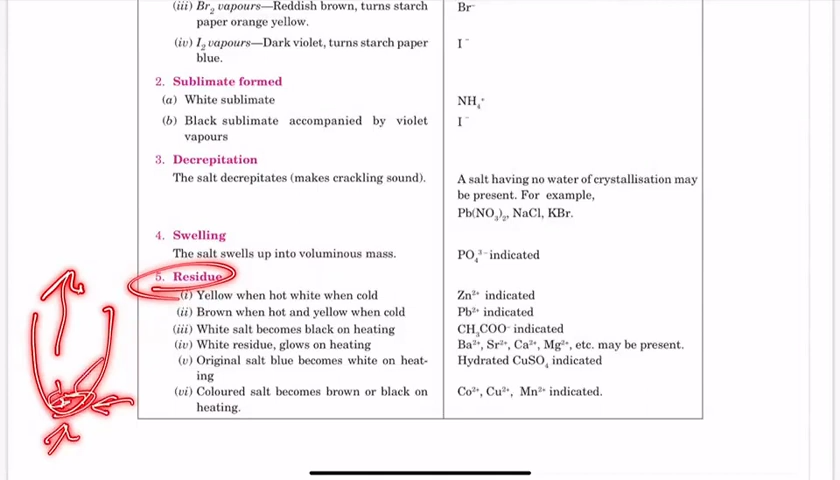 (iii) Br₂ vapours—Reddish brown, turns starch
paper orange yellow.
Br⁻
(iv) I₂ vapours—Dark violet, turns starch paper
blue.
I⁻
2. Sublimate formed
(a) White sublimate
NH₄⁺
(b) Black sublimate accompanied by violet
vapours
I⁻
3. Decrepitation
The salt decrepitates (makes crackling sound).
A salt having no water of crystallisation may
be present. For example,
Pb(NO₃)₂, NaCl, KBr.
4. Swelling
The salt swells up into voluminous mass.
PO₄³⁻ indicated
5. Residue
(i) Yellow when hot white when cold
Zn²⁺ indicated
(ii) Brown when hot and yellow when cold
Pb²⁺ indicated
(iii) White salt becomes black on heating
CH₃COO⁻ indicated
(iv) White residue, glows on heating
Ba²⁺, Sr²⁺, Ca²⁺, Mg²⁺, etc. may be present.
(v) Original salt blue becomes white on heat-
ing
Hydrated CuSO₄ indicated
(vi) Coloured salt becomes brown or black on
heating.
Co²⁺, Cu²⁺, Mn²⁺ indicated.